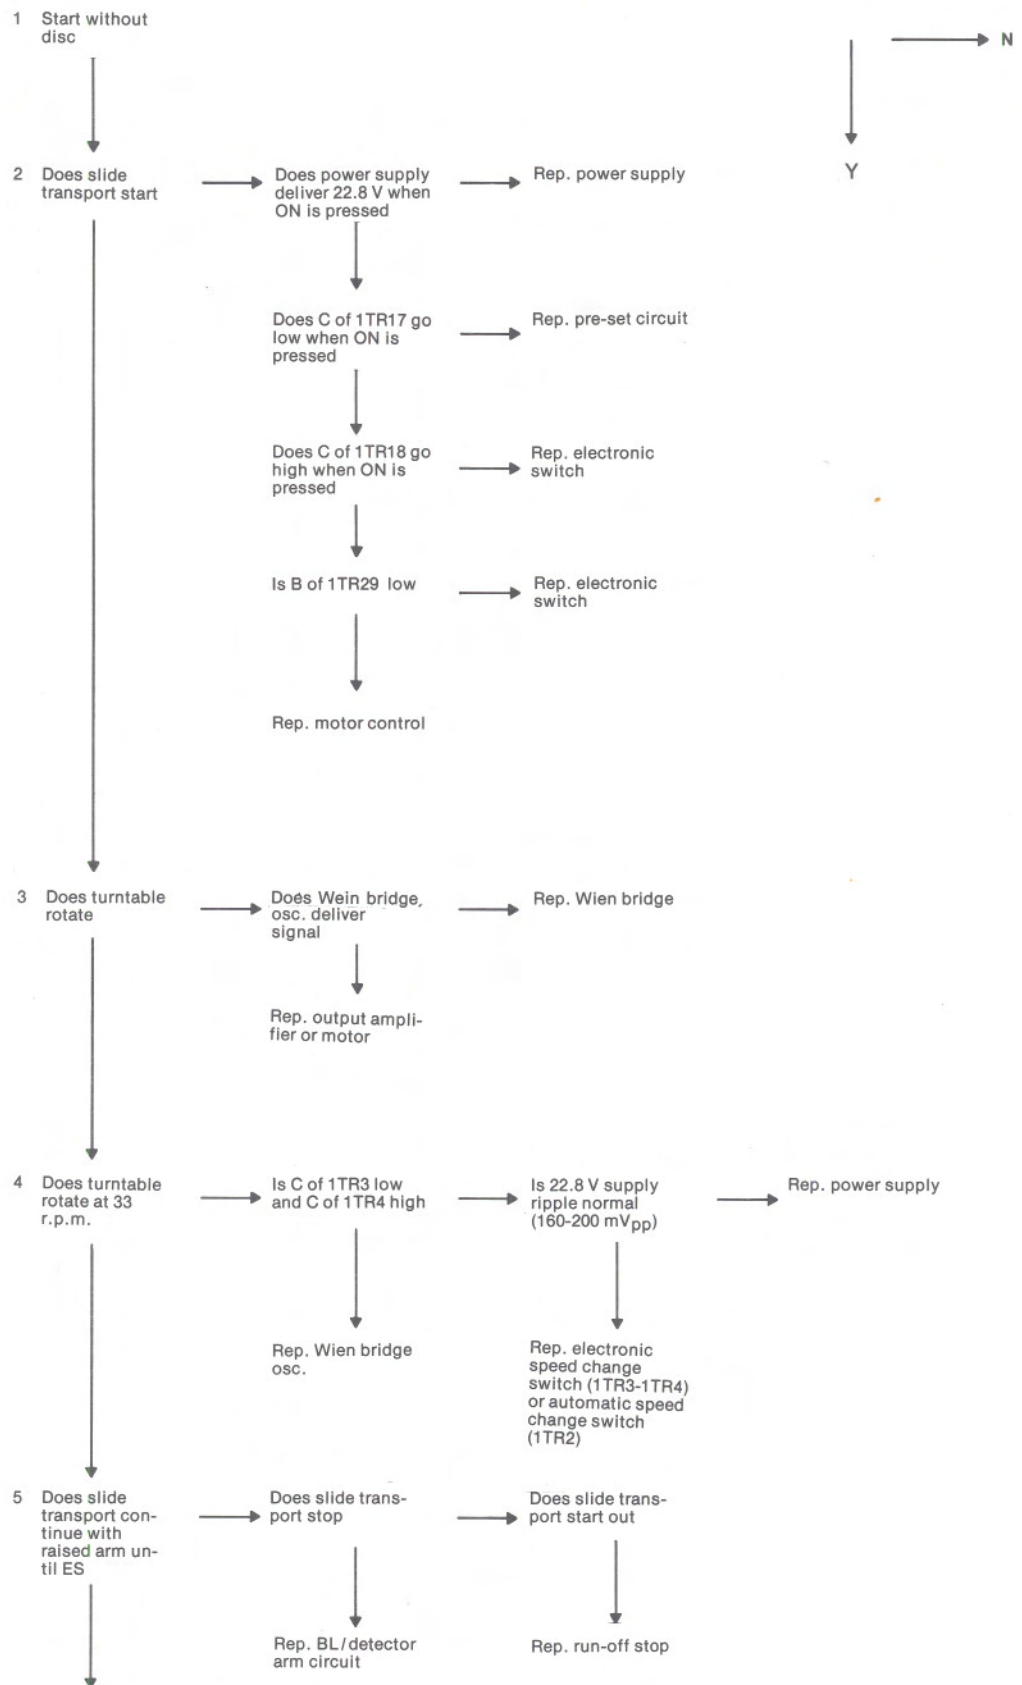 1 Start without
disc
N
Y
2 Does slide
transport start
Does power supply
deliver 22.8 V when
ON is pressed
Rep. power supply
Does C of 1TR17 go
low when ON is
pressed
Rep. pre-set circuit
Does C of 1TR18 go
high when ON is
pressed
Rep. electronic
switch
Is B of 1TR29 low
Rep. electronic
switch
Rep. motor control
3 Does turntable
rotate
Does Wein bridge,
osc. deliver
signal
Rep. Wien bridge
Rep. output ampli-
fier or motor
4 Does turntable
rotate at 33
r.p.m.
Is C of 1TR3 low
and C of 1TR4 high
Is 22.8 V supply
ripple normal
(160-200 mVpp)
Rep. power supply
Rep. Wien bridge
osc.
Rep. electronic
speed change
switch (1TR3-1TR4)
or automatic speed
change switch
(1TR2)
5 Does slide
transport con-
tinue with
raised arm un-
til ES
Does slide trans-
port stop
Does slide trans-
port start out
Rep. BL/detector
arm circuit
Rep. run-off stop